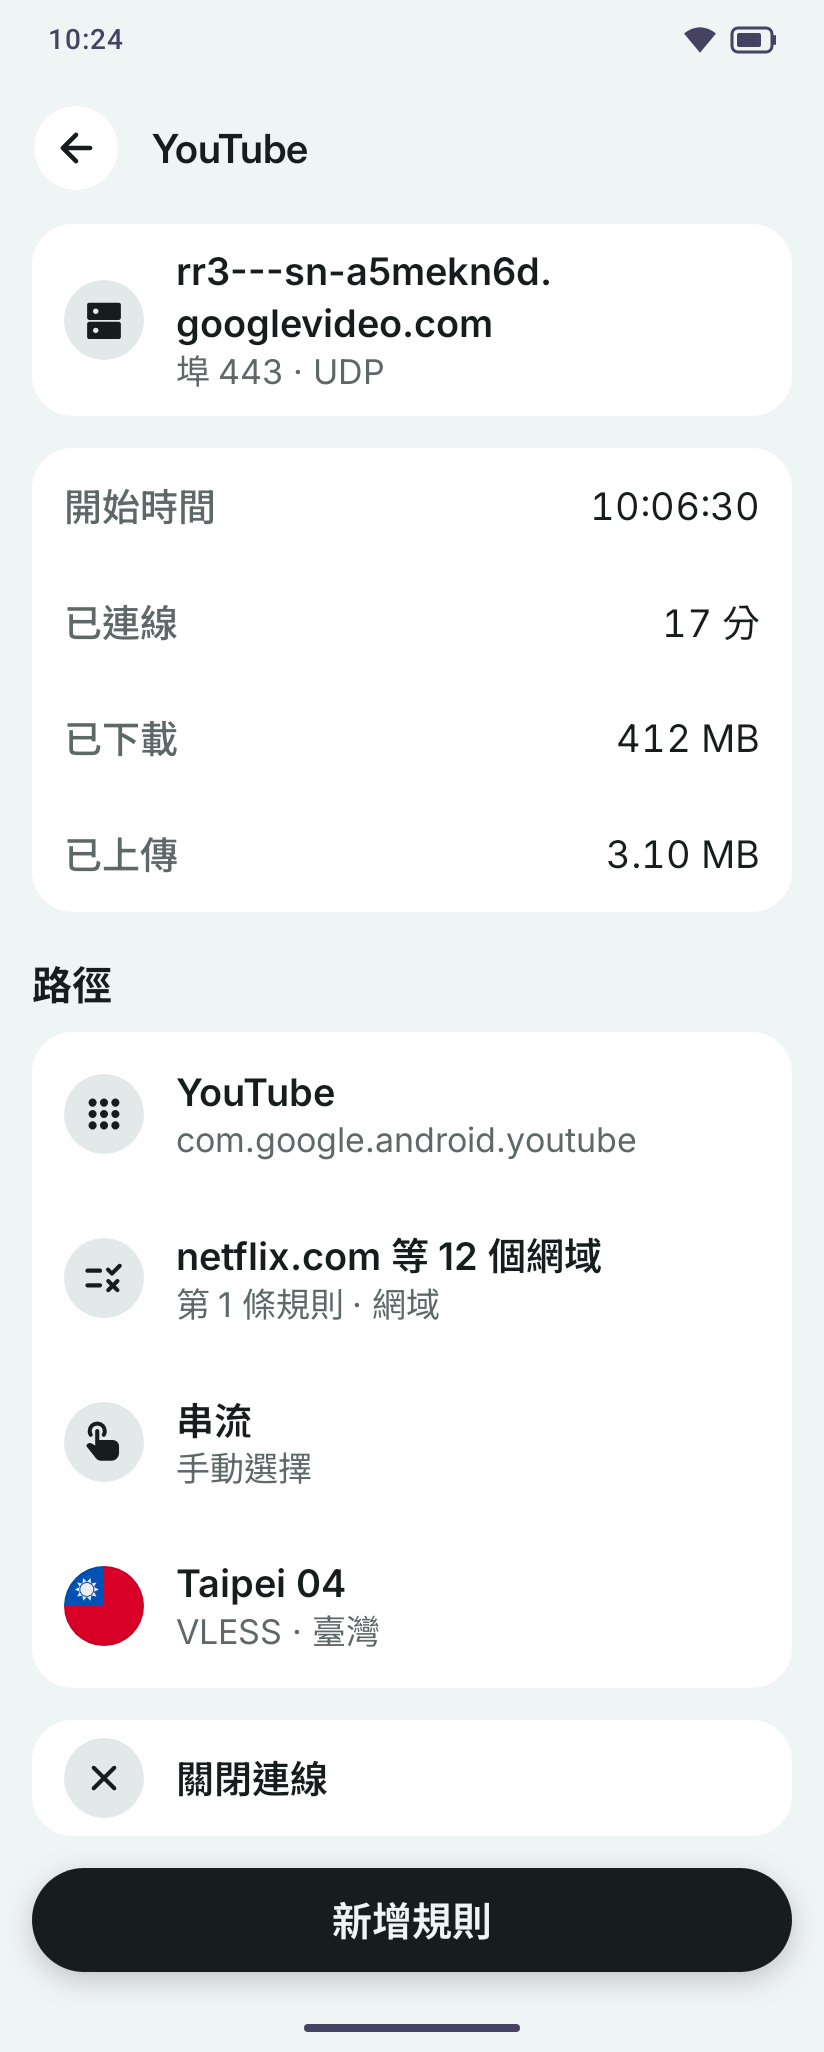 10:24
YouTube
rr3---sn-a5mekn6d.
googlevideo.com
埠 443 · UDP
開始時間 10:06:30
已連線 17 分
已下載 412 MB
已上傳 3.10 MB
路徑
YouTube
com.google.android.youtube
netflix.com 等 12 個網域
第 1 條規則 · 網域
串流
手動選擇
Taipei 04
VLESS · 臺灣
關閉連線
新增規則